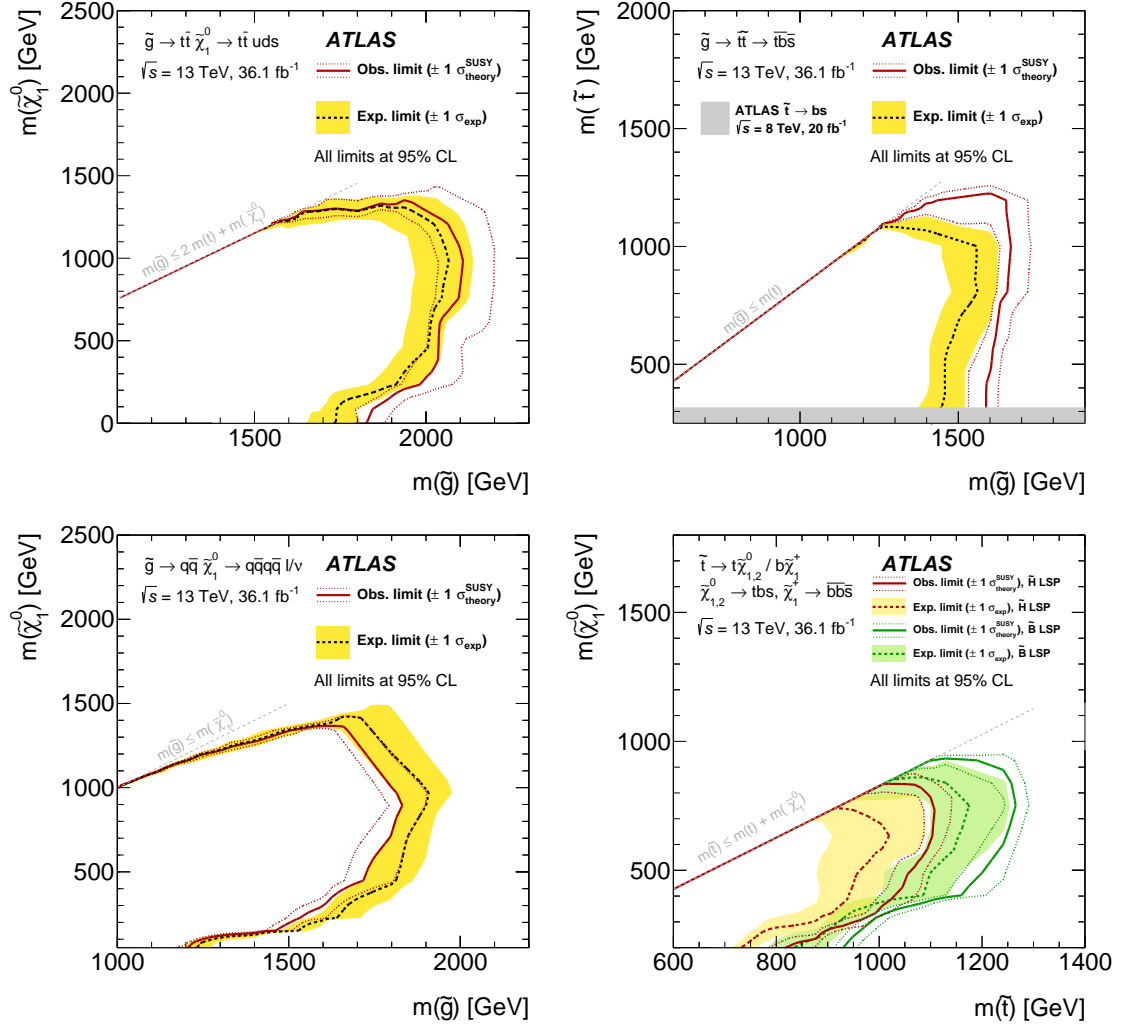 g̃ → tt̄ χ̃₁⁰ → tt̄ uds
ATLAS
√s = 13 TeV, 36.1 fb⁻¹
Obs. limit (± 1 σ_theory^SUSY)
Exp. limit (± 1 σ_exp)
All limits at 95% CL
m(g̃) ≤ 2 m(t) + m(χ̃₁⁰)
m(χ̃₁⁰) [GeV]
2500
2000
1500
1000
500
0
1500
2000
m(g̃) [GeV]
g̃ → t̃t̄ → t̄b̄s̄
ATLAS
√s = 13 TeV, 36.1 fb⁻¹
Obs. limit (± 1 σ_theory^SUSY)
ATLAS t̃ → bs
√s = 8 TeV, 20 fb⁻¹
Exp. limit (± 1 σ_exp)
All limits at 95% CL
m(g̃) ≤ m(t)
m(t̃) [GeV]
2000
1500
1000
500
1000
1500
m(g̃) [GeV]
g̃ → qq̄ χ̃₁⁰ → qq̄qq̄ l/ν
ATLAS
√s = 13 TeV, 36.1 fb⁻¹
Obs. limit (± 1 σ_theory^SUSY)
Exp. limit (± 1 σ_exp)
All limits at 95% CL
m(g̃) ≤ m(χ̃₁⁰)
m(χ̃₁⁰) [GeV]
2500
2000
1500
1000
500
1000
1500
2000
m(g̃) [GeV]
t̃ → tχ̃₁,₂⁰ / bχ̃₁⁺
χ̃₁,₂⁰ → tbs, χ̃₁⁺ → b̄b̄s̄
√s = 13 TeV, 36.1 fb⁻¹
ATLAS
Obs. limit (± 1 σ_theory^SUSY), H̃ LSP
Exp. limit (± 1 σ_exp), H̃ LSP
Obs. limit (± 1 σ_theory^SUSY), B̃ LSP
Exp. limit (± 1 σ_exp), B̃ LSP
All limits at 95% CL
m(t̃) ≤ m(t) + m(χ̃₁⁰)
m(χ̃₁⁰) [GeV]
1500
1000
500
600
800
1000
1200
1400
m(t̃) [GeV]